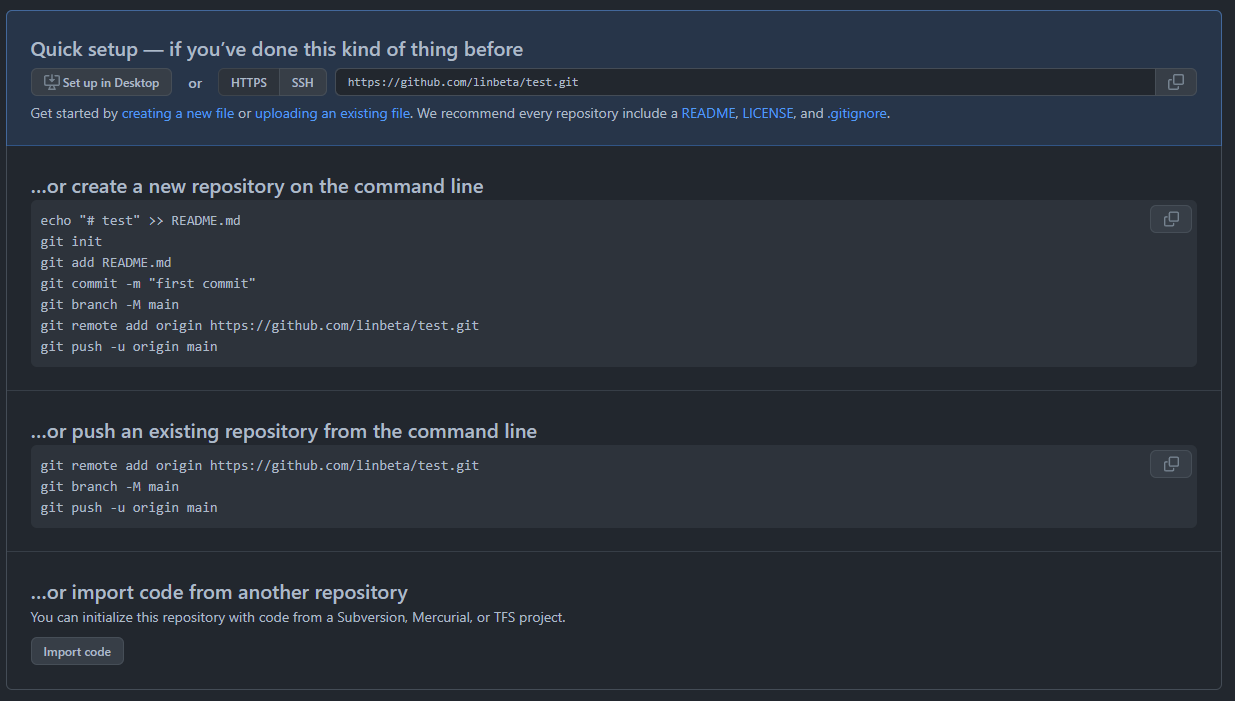 Quick setup — if you’ve done this kind of thing before
Set up in Desktop or HTTPS SSH https://github.com/linbeta/test.git
Get started by creating a new file or uploading an existing file. We recommend every repository include a README, LICENSE, and .gitignore.
…or create a new repository on the command line
echo "# test" >> README.md
git init
git add README.md
git commit -m "first commit"
git branch -M main
git remote add origin https://github.com/linbeta/test.git
git push -u origin main
…or push an existing repository from the command line
git remote add origin https://github.com/linbeta/test.git
git branch -M main
git push -u origin main
…or import code from another repository
You can initialize this repository with code from a Subversion, Mercurial, or TFS project.
Import code